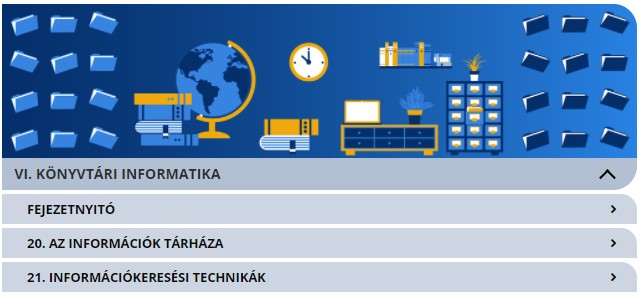 VI. KÖNYVTÁRI INFORMATIKA
FEJEZETNYITÓ
20. AZ INFORMÁCIÓK TÁRHÁZA
21. INFORMÁCIÓKERESÉSI TECHNIKÁK